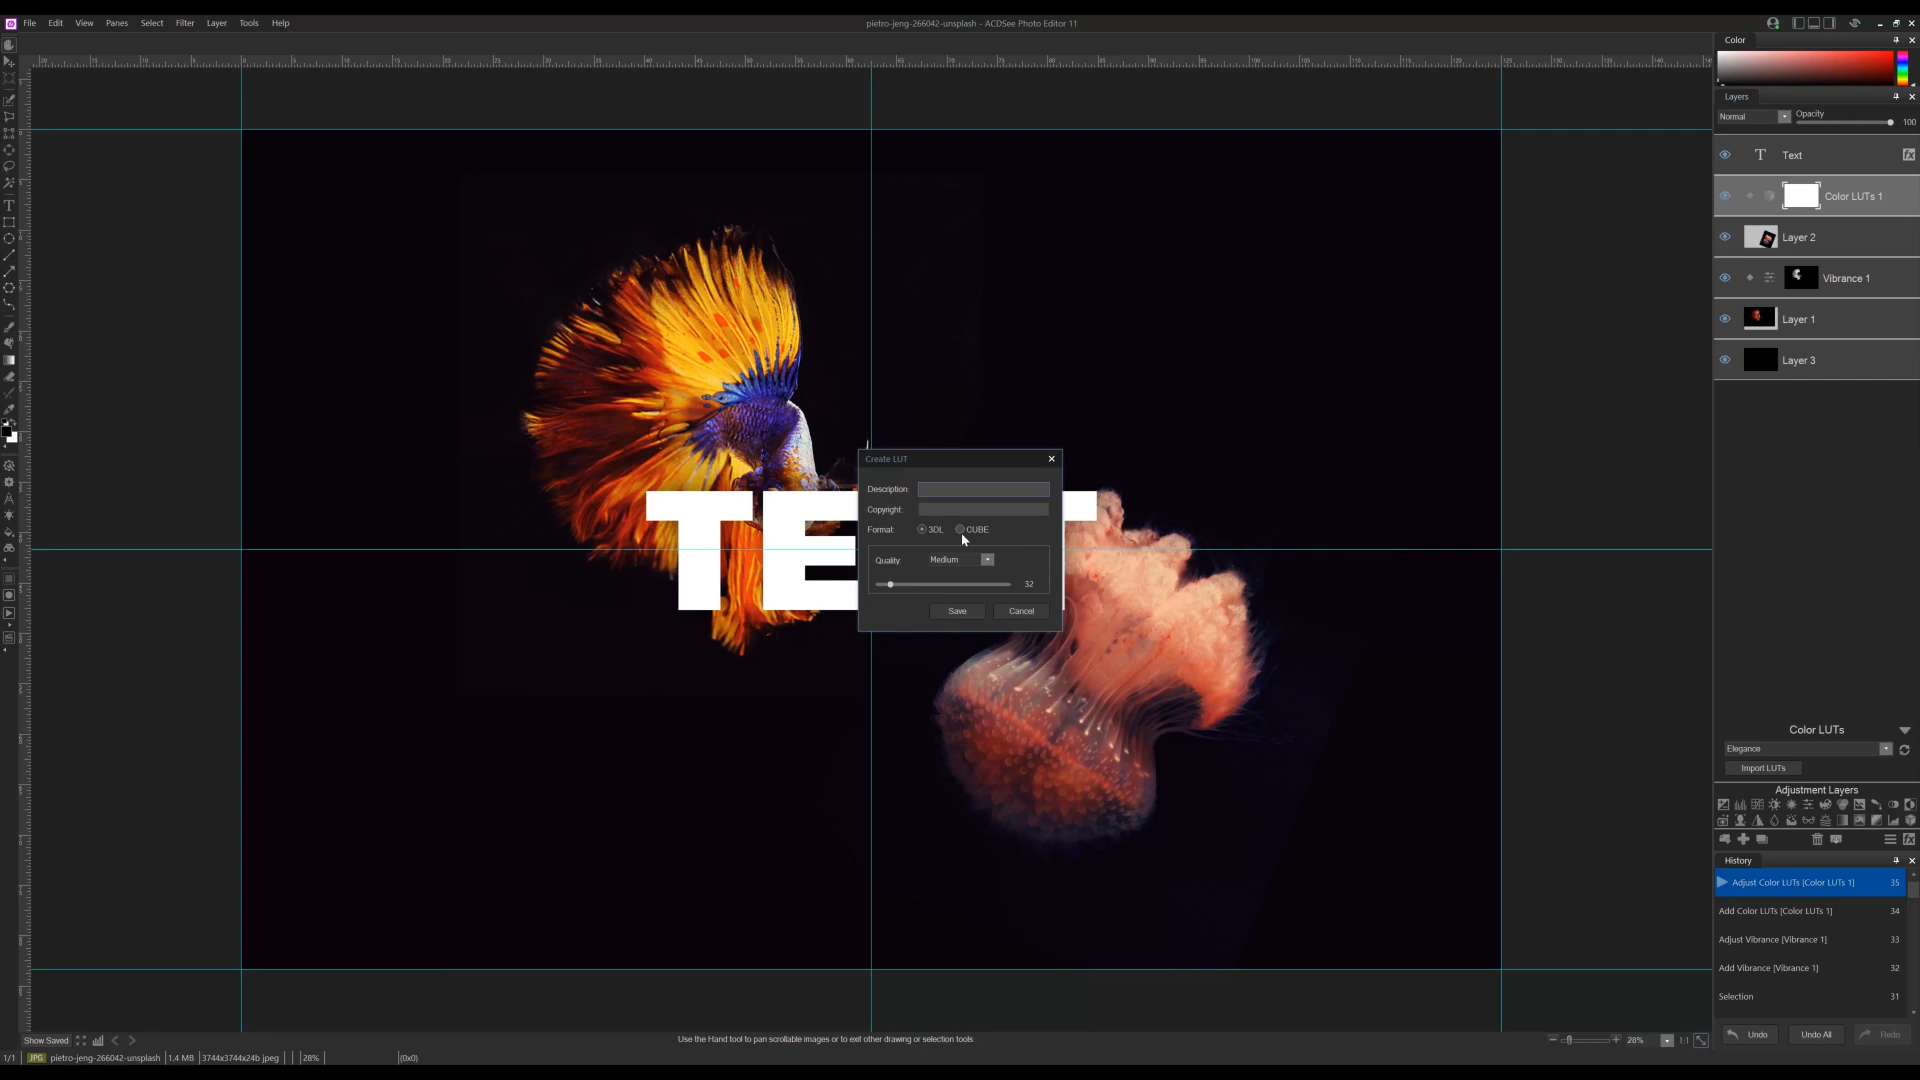 File Edit View Panes Select Filter Layer Tools Help
pietro-jeng-266042-unsplash - ACDSee Photo Editor 11
Color
Layers
Normal
Opacity
100
Text
Color LUTs 1
Layer 2
Vibrance 1
Layer 1
Layer 3
TE T
Create LUT
Description:
Copyright:
Format: 3DL CUBE
Quality: Medium
32
Save Cancel
Color LUTs
Elegance
Import LUTs
Adjustment Layers
History
Adjust Color LUTs [Color LUTs 1] 35
Add Color LUTs [Color LUTs 1] 34
Adjust Vibrance [Vibrance 1] 33
Add Vibrance [Vibrance 1] 32
Selection 31
Undo Undo All Redo
Show Saved
Use the Hand tool to pan scrollable images or to exit other drawing or selection tools.
28% 1:1
1/1 JPG pietro-jeng-266042-unsplash 1.4 MB 3744x3744x24b jpeg 28% (0x0)